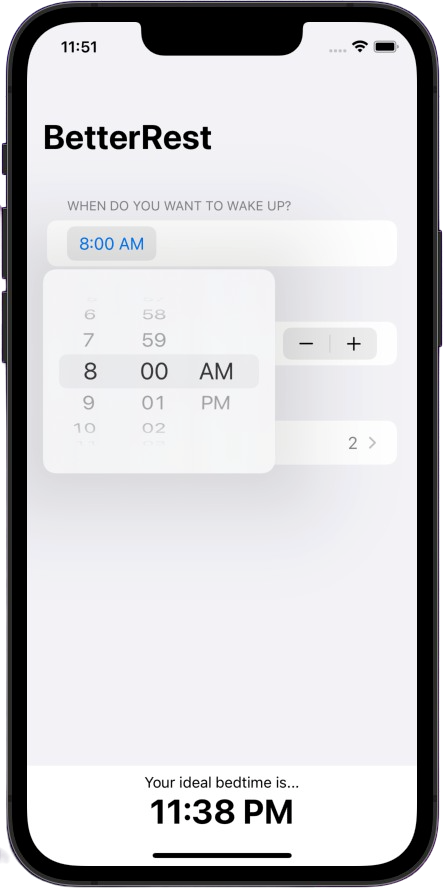 11:51
BetterRest
WHEN DO YOU WANT TO WAKE UP?
8:00 AM
6 58
7 59
8 00 AM
9 01 PM
10 02
2
Your ideal bedtime is...
11:38 PM